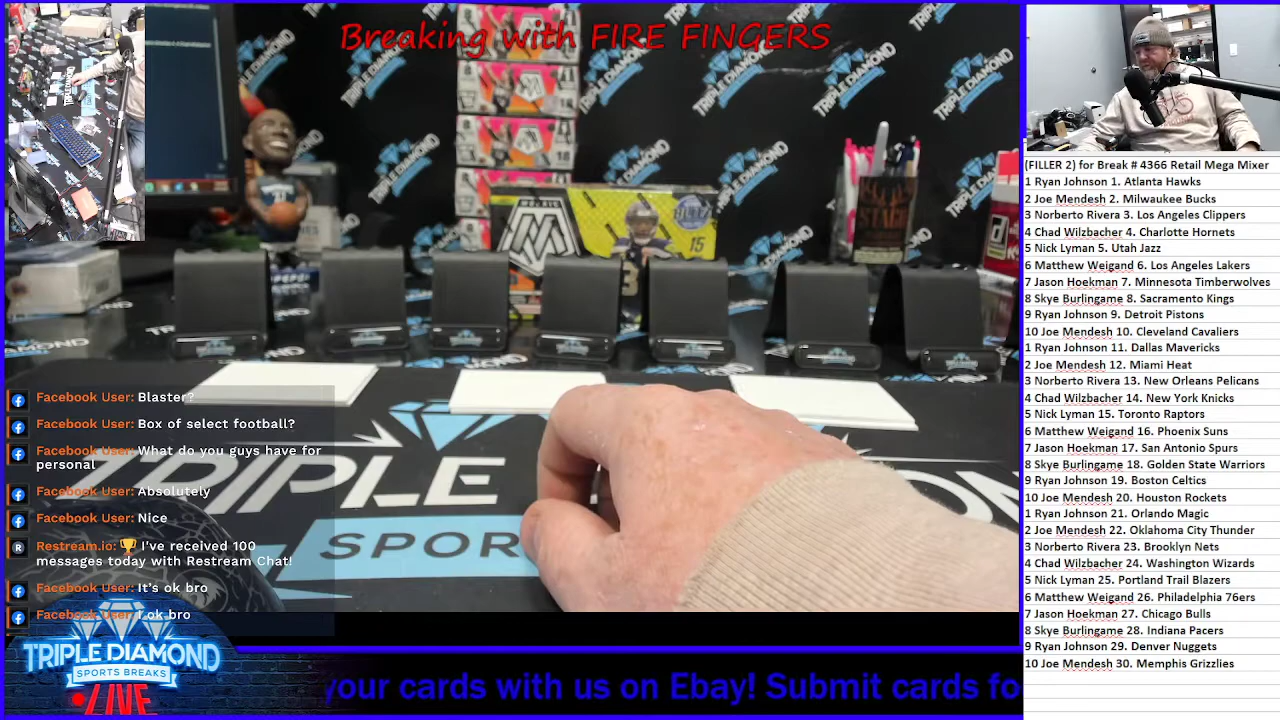 Breaking with FIRE FINGERS
TRIPLE DIAMOND
MOSAIC
15
TRIPLE
SPOR
ON
Facebook User: Blaster?
Facebook User: Box of select football?
Facebook User: What do you guys have for
personal
Facebook User: Absolutely
Facebook User: Nice
Restream.io: 🏆 I've received 100
messages today with Restream Chat!
Facebook User: It's ok bro
Facebook User: ok bro
TRIPLE DIAMOND
SPORTS BREAKS
LIVE
your cards with us on Ebay! Submit cards fo
(FILLER 2) for Break # 4366 Retail Mega Mixer
1 Ryan Johnson 1. Atlanta Hawks
2 Joe Mendesh 2. Milwaukee Bucks
3 Norberto Rivera 3. Los Angeles Clippers
4 Chad Wilzbacher 4. Charlotte Hornets
5 Nick Lyman 5. Utah Jazz
6 Matthew Weigand 6. Los Angeles Lakers
7 Jason Hoekman 7. Minnesota Timberwolves
8 Skye Burlingame 8. Sacramento Kings
9 Ryan Johnson 9. Detroit Pistons
10 Joe Mendesh 10. Cleveland Cavaliers
1 Ryan Johnson 11. Dallas Mavericks
2 Joe Mendesh 12. Miami Heat
3 Norberto Rivera 13. New Orleans Pelicans
4 Chad Wilzbacher 14. New York Knicks
5 Nick Lyman 15. Toronto Raptors
6 Matthew Weigand 16. Phoenix Suns
7 Jason Hoekman 17. San Antonio Spurs
8 Skye Burlingame 18. Golden State Warriors
9 Ryan Johnson 19. Boston Celtics
10 Joe Mendesh 20. Houston Rockets
1 Ryan Johnson 21. Orlando Magic
2 Joe Mendesh 22. Oklahoma City Thunder
3 Norberto Rivera 23. Brooklyn Nets
4 Chad Wilzbacher 24. Washington Wizards
5 Nick Lyman 25. Portland Trail Blazers
6 Matthew Weigand 26. Philadelphia 76ers
7 Jason Hoekman 27. Chicago Bulls
8 Skye Burlingame 28. Indiana Pacers
9 Ryan Johnson 29. Denver Nuggets
10 Joe Mendesh 30. Memphis Grizzlies